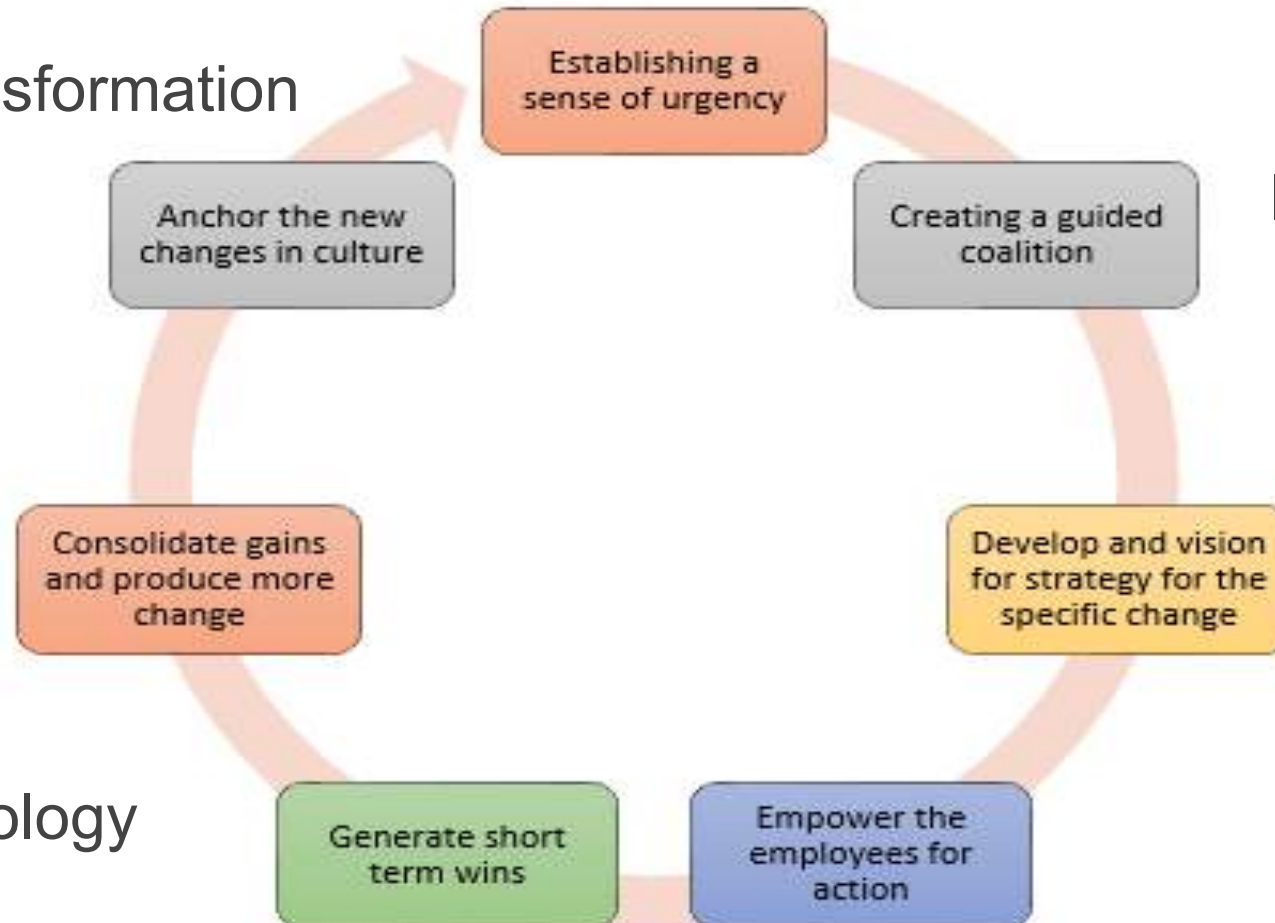 Establishing a
sense of urgency
sformation
Anchor the new
changes in culture
Creating a guided
coalition
Consolidate gains
and produce more
change
Develop and vision
for strategy for the
specific change
ology
Generate short
term wins
Empower the
employees for
action